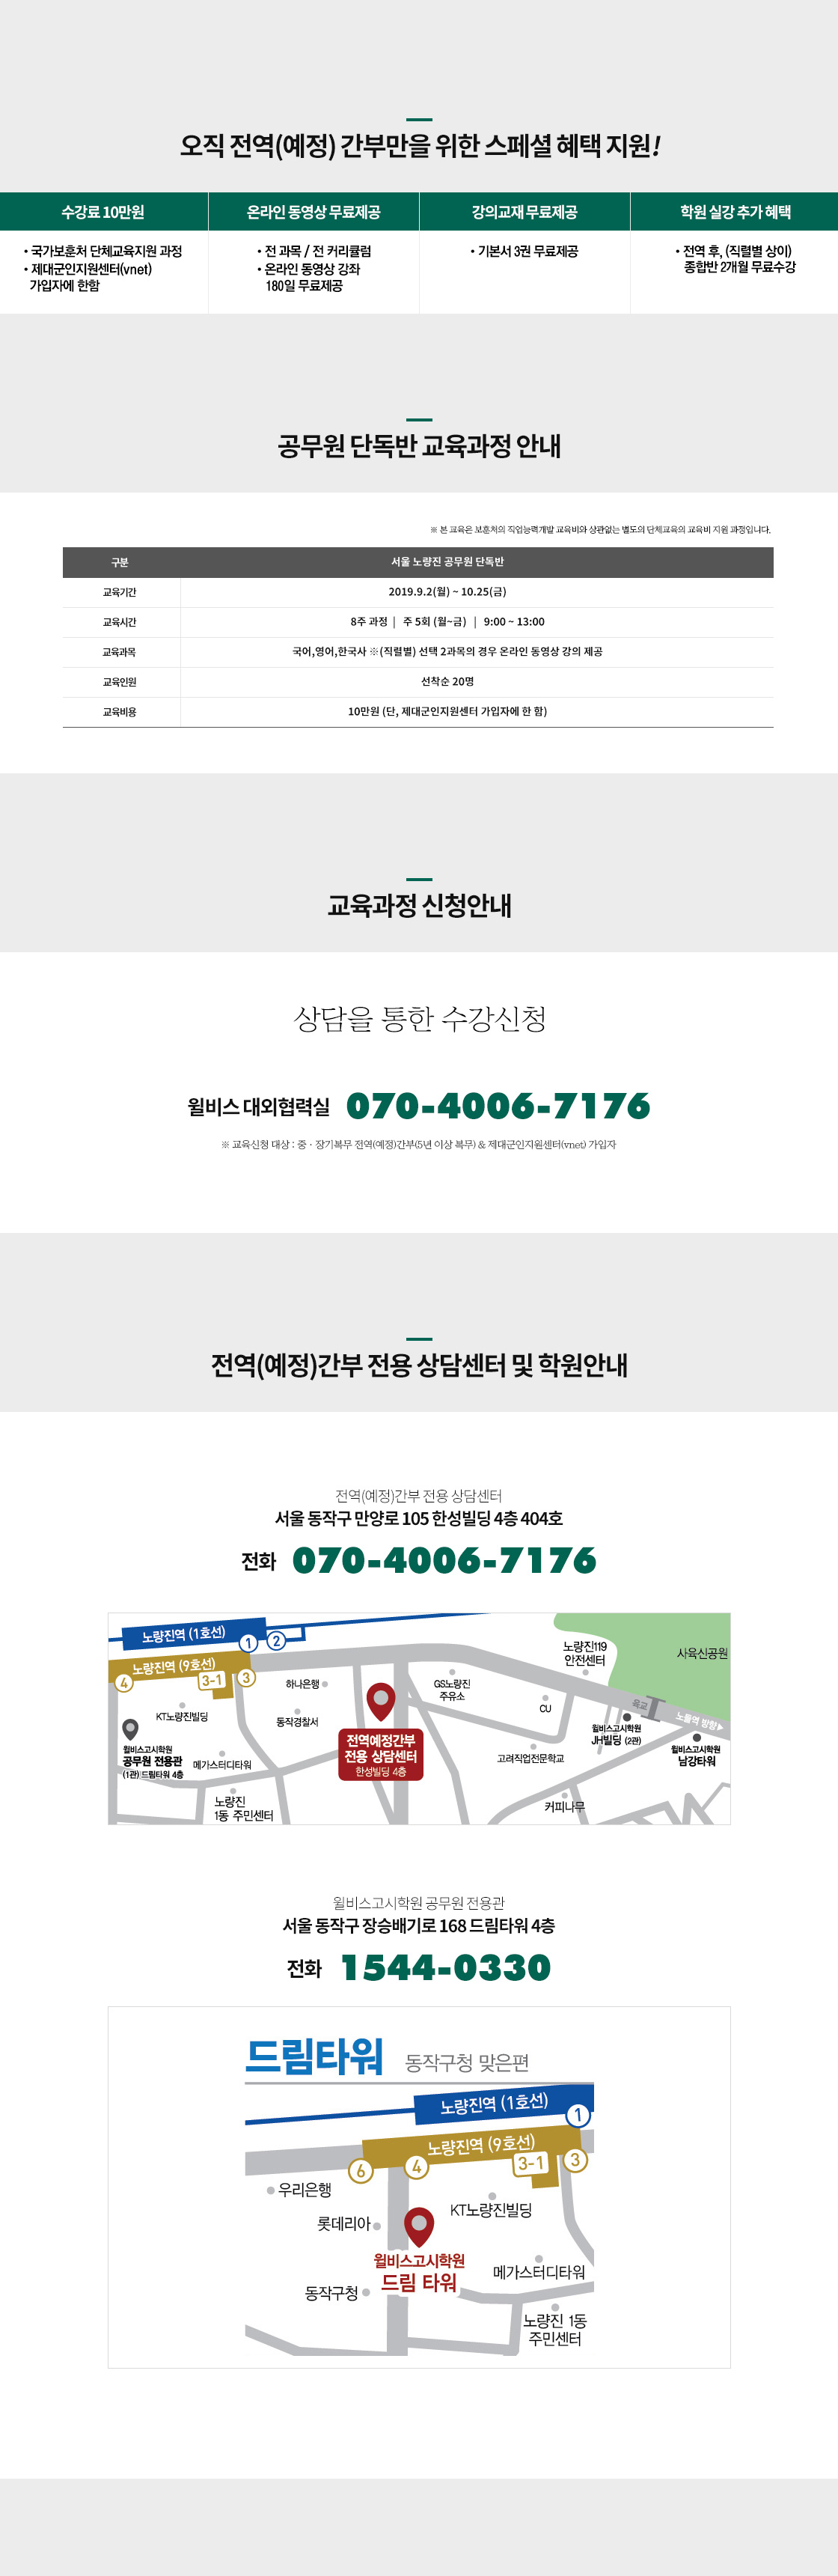 오직 전역(예정) 간부만을 위한 스페셜 혜택 지원!
수강료 10만원
온라인 동영상 무료제공
강의교재 무료제공
학원 실강 추가 혜택
• 국가보훈처 단체교육지원 과정
• 제대군인지원센터(vnet)
가입자에 한함
• 전 과목 / 전 커리큘럼
• 온라인 동영상 강좌
180일 무료제공
• 기본서 3권 무료제공
• 전역 후, (직렬별 상이)
종합반 2개월 무료수강
공무원 단독반 교육과정 안내
※ 본 교육은 보훈처의 직업능력개발 교육비와 상관없는 별도의 단체교육의 교육비 지원 과정입니다.
구분 서울 노량진 공무원 단독반
교육기간 2019.9.2(월) ~ 10.25(금)
교육시간 8주 과정 | 주 5회 (월~금) | 9:00 ~ 13:00
교육과목 국어,영어,한국사 ※(직렬별) 선택 2과목의 경우 온라인 동영상 강의 제공
교육인원 선착순 20명
교육비용 10만원 (단, 제대군인지원센터 가입자에 한 함)
교육과정 신청안내
상담을 통한 수강신청
윌비스 대외협력실 070-4006-7176
※ 교육신청 대상 : 중 · 장기복무 전역(예정)간부(5년 이상 복무) & 제대군인지원센터(vnet) 가입자
전역(예정)간부 전용 상담센터 및 학원안내
전역(예정)간부 전용 상담센터
서울 동작구 만양로 105 한성빌딩 4층 404호
전화 070-4006-7176
노량진역 (1호선)
1
2
노량진역 (9호선)
4
3-1
3
하나은행
KT노량진빌딩
동작경찰서
윌비스고시학원
공무원 전용관
(1관) 드림타워 4층
메가스터디타워
노량진
1동 주민센터
전역예정간부
전용 상담센터
한성빌딩 4층
GS노량진
주유소
CU
고려직업전문학교
커피나무
노량진119
안전센터
사육신공원
육교
노들역 방향▶
윌비스고시학원
JH빌딩 (2관)
윌비스고시학원
남강타워
윌비스고시학원 공무원 전용관
서울 동작구 장승배기로 168 드림타워 4층
전화 1544-0330
드림타워 동작구청 맞은편
노량진역 (1호선)
1
노량진역 (9호선)
6
4
3-1
3
우리은행
롯데리아
KT노량진빌딩
윌비스고시학원
드림 타워
동작구청
메가스터디타워
노량진 1동
주민센터